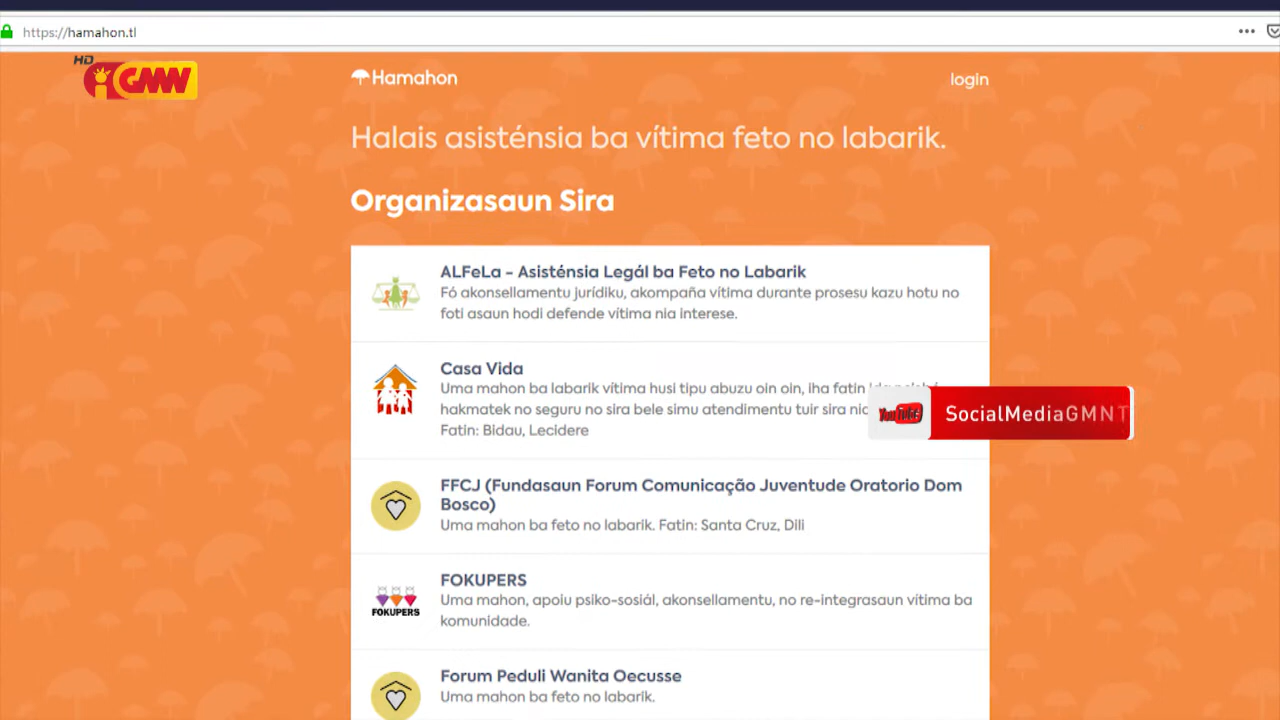 https://hamahon.tl
HD
GMN
Hamahon
login
Halais asisténsia ba vítima feto no labarik.
Organizasaun Sira
ALFeLa - Asisténsia Legál ba Feto no Labarik
Fó akonsellamentu jurídiku, akompaña vítima durante prosesu kazu hotu no
foti asaun hodi defende vítima nia interese.
Casa Vida
Uma mahon ba labarik vítima husi tipu abuzu oin oin, iha fatin
hakmatek no seguru no sira bele simu atendimentu tuir sira
Fatin: Bidau, Lecidere
YouTube
SocialMediaGMNT
FFCJ (Fundasaun Forum Comunicação Juventude Oratorio Dom
Bosco)
Uma mahon ba feto no labarik. Fatin: Santa Cruz, Dili
FOKUPERS
FOKUPERS
Uma mahon, apoiu psiko-sosiál, akonsellamentu, no re-integrasaun vítima ba
komunidade.
Forum Peduli Wanita Oecusse
Uma mahon ba feto no labarik.